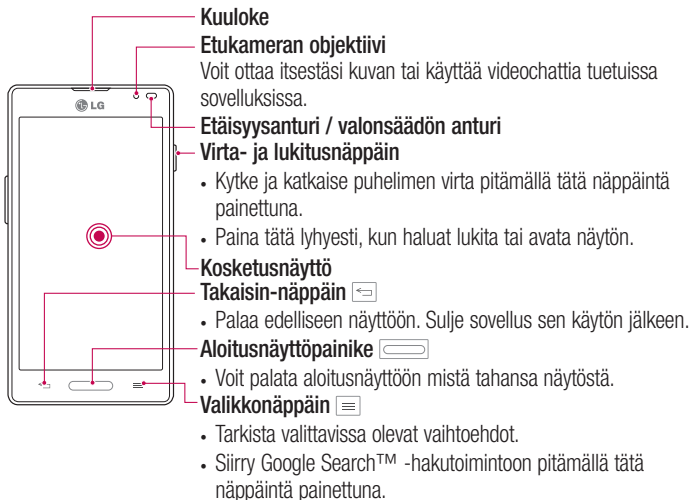 Kuuloke
Etukameran objektiivi
Voit ottaa itsestäsi kuvan tai käyttää videochattia tuetuissa
sovelluksissa.
Etäisyysanturi / valonsäädön anturi
Virta- ja lukitusnäppäin
• Kytke ja katkaise puhelimen virta pitämällä tätä näppäintä
painettuna.
• Paina tätä lyhyesti, kun haluat lukita tai avata näytön.
Kosketusnäyttö
Takaisin-näppäin
• Palaa edelliseen näyttöön. Sulje sovellus sen käytön jälkeen.
Aloitusnäyttöpainike
• Voit palata aloitusnäyttöön mistä tahansa näytöstä.
Valikkonäppäin
• Tarkista valittavissa olevat vaihtoehdot.
• Siirry Google Search™ -hakutoimintoon pitämällä tätä
näppäintä painettuna.
LG